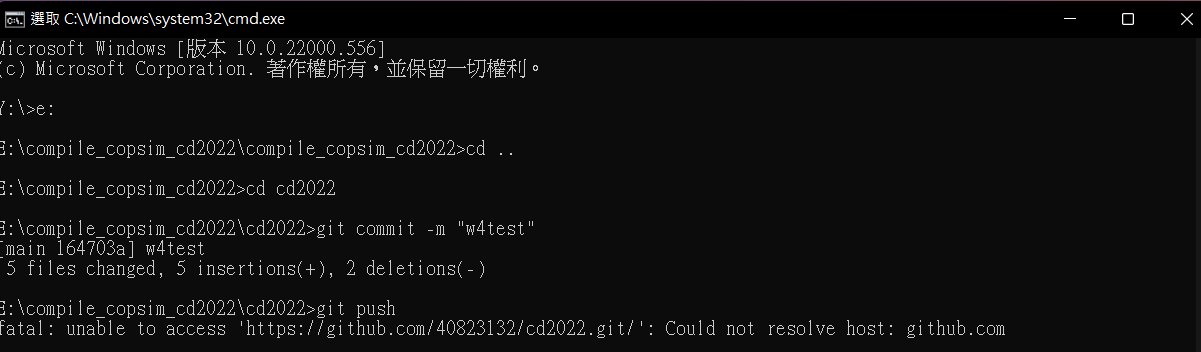 選取 C:\Windows\system32\cmd.exe
Microsoft Windows [版本 10.0.22000.556]
(c) Microsoft Corporation. 著作權所有，並保留一切權利。
Y:\>e:
E:\compile_copsim_cd2022\compile_copsim_cd2022>cd ..
E:\compile_copsim_cd2022>cd cd2022
E:\compile_copsim_cd2022\cd2022>git commit -m "w4test"
[main 164703a] w4test
5 files changed, 5 insertions(+), 2 deletions(-)
E:\compile_copsim_cd2022\cd2022>git push
fatal: unable to access 'https://github.com/40823132/cd2022.git/': Could not resolve host: github.com